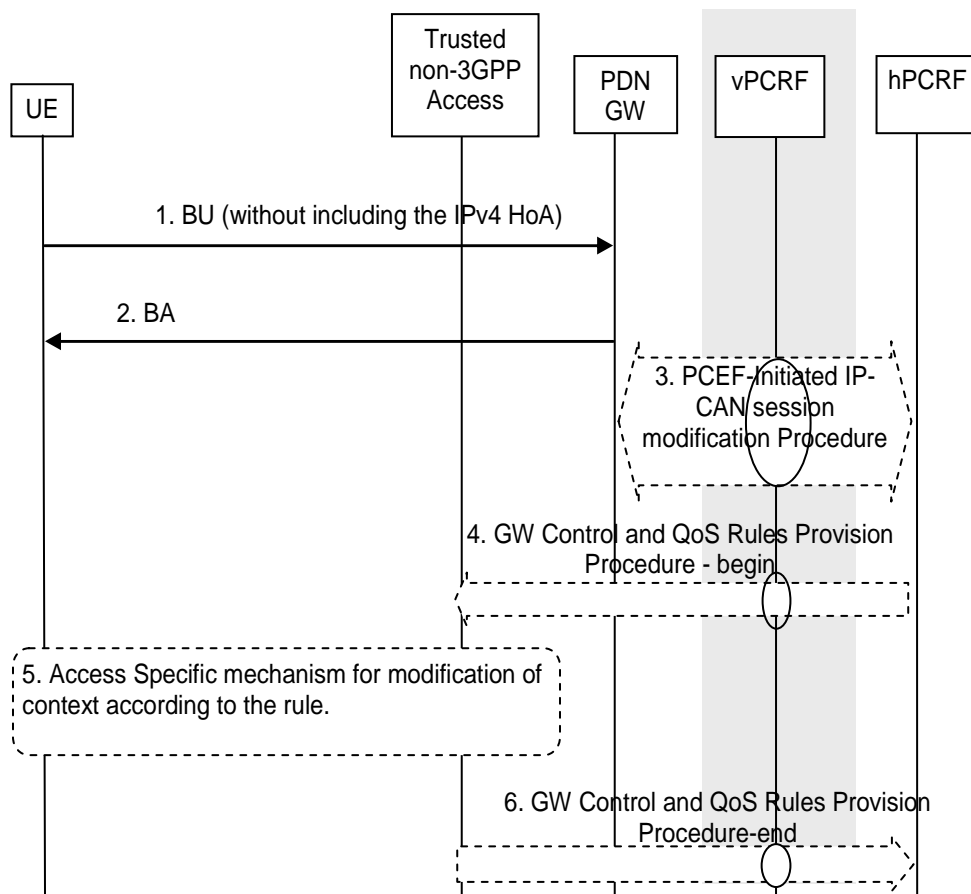 UE
Trusted
non-3GPP
Access
PDN
GW
vPCRF
hPCRF
1. BU (without including the IPv4 HoA)
2. BA
3. PCEF-Initiated IP-
CAN session
modification Procedure
4. GW Control and QoS Rules Provision
Procedure - begin
5. Access Specific mechanism for modification of
context according to the rule.
6. GW Control and QoS Rules Provision
Procedure-end